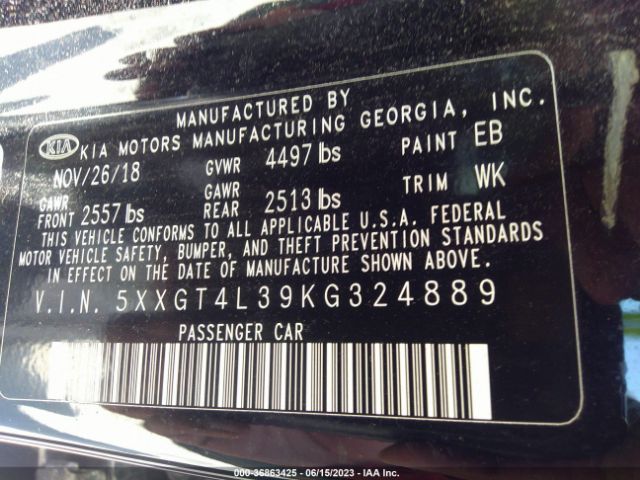 MANUFACTURED BY
KIA KIA MOTORS MANUFACTURING GEORGIA, INC.
NOV/26/18 GVWR 4497 lbs PAINT EB
GAWR FRONT 2557 lbs GAWR REAR 2513 lbs TRIM WK
THIS VEHICLE CONFORMS TO ALL APPLICABLE U.S.A. FEDERAL
MOTOR VEHICLE SAFETY, BUMPER, AND THEFT PREVENTION STANDARDS
IN EFFECT ON THE DATE OF MANUFACTURE SHOWN ABOVE.
V.I.N. 5XXGT4L39KG324889
PASSENGER CAR
000-36863425 - 06/15/2023 - IAA Inc.